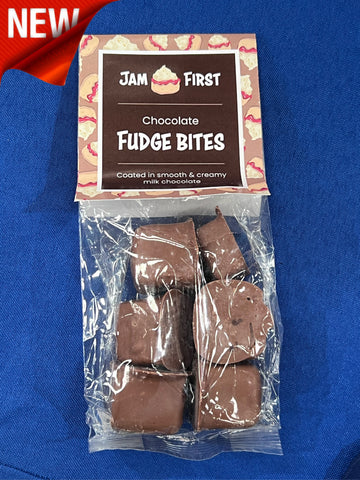 NEW
JAM FIRST
Chocolate
FUDGE BITES
Coated in smooth & creamy
milk chocolate